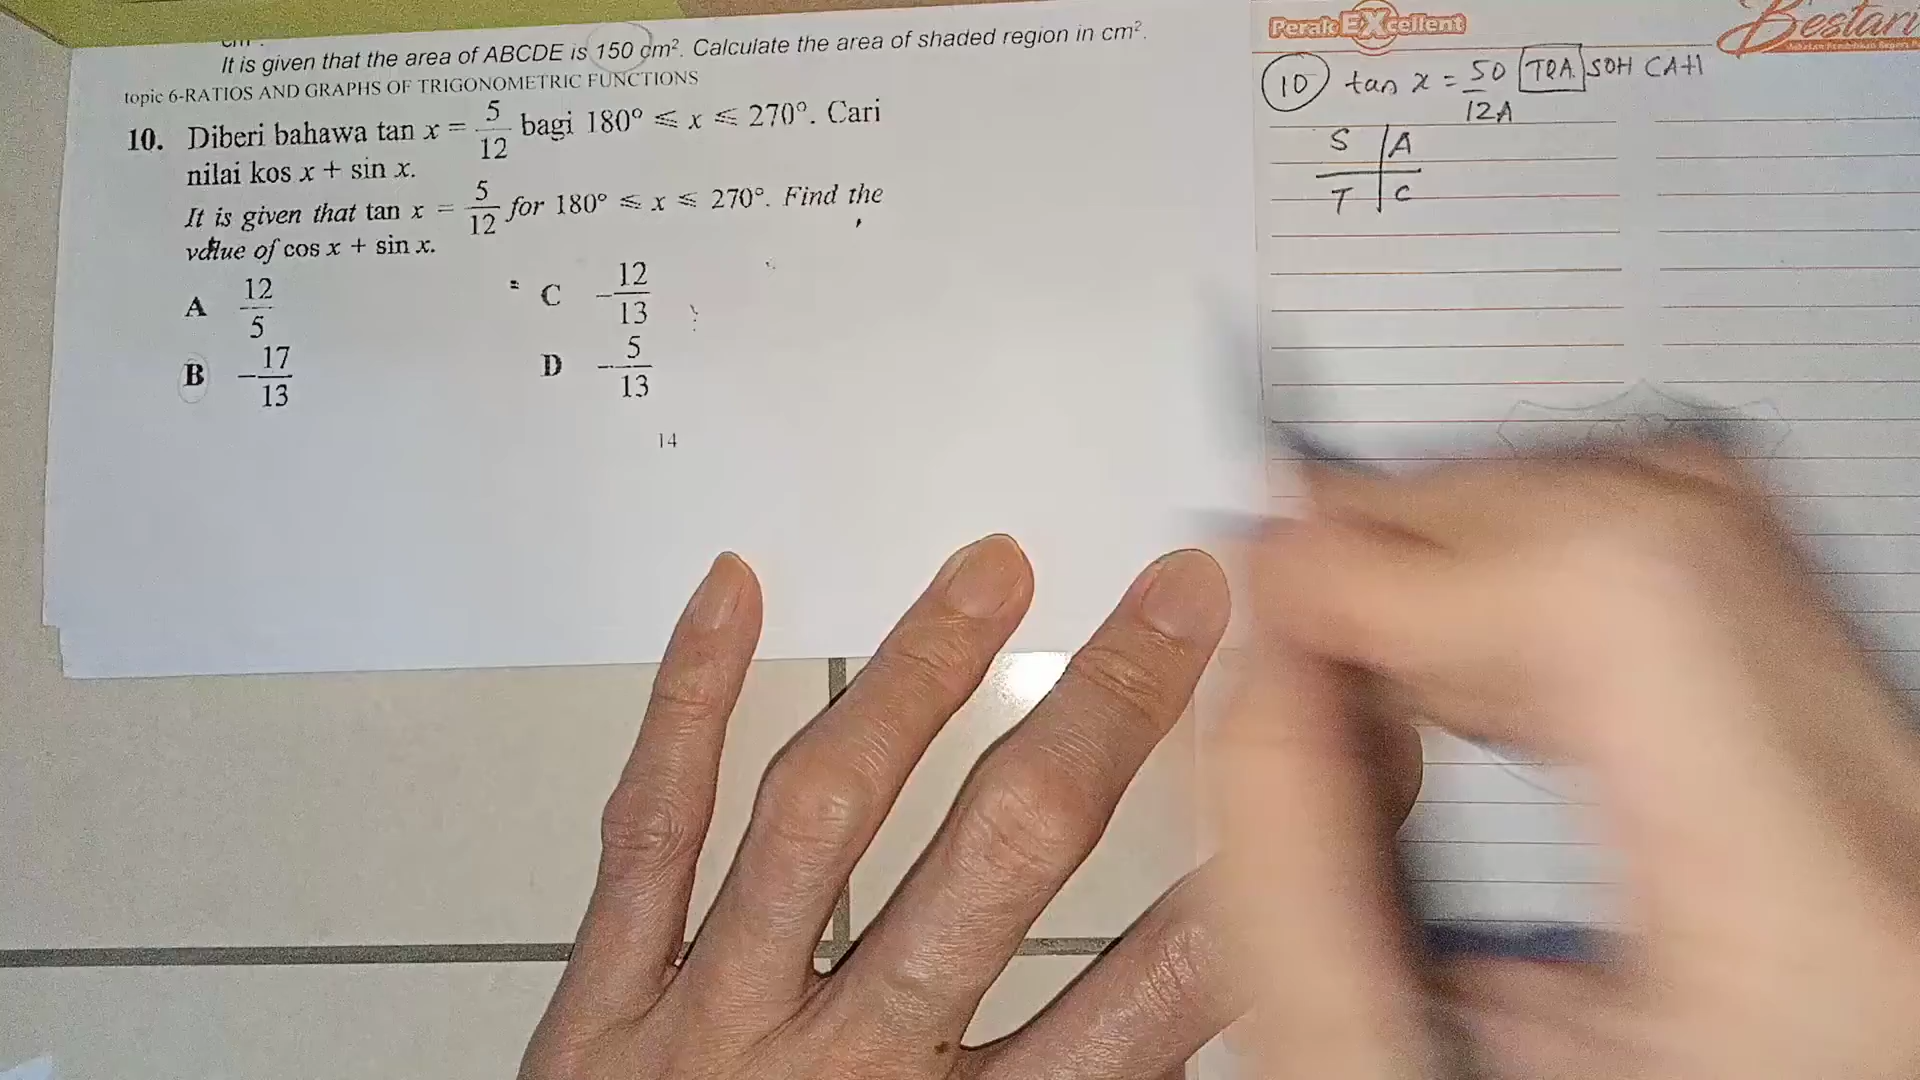 cm².
It is given that the area of ABCDE is 150 cm². Calculate the area of shaded region in cm².
topic 6-RATIOS AND GRAPHS OF TRIGONOMETRIC FUNCTIONS
10. Diberi bahawa tan x = 5/12 bagi 180° ⩽ x ⩽ 270°. Cari
nilai kos x + sin x.
It is given that tan x = 5/12 for 180° ⩽ x ⩽ 270°. Find the
value of cos x + sin x.
A 12/5
B -17/13
C -12/13
D -5/13
14
Perak EXcellent
Bestari
10 tan x = 5O/12A TOA SOH CAH
S A
T C